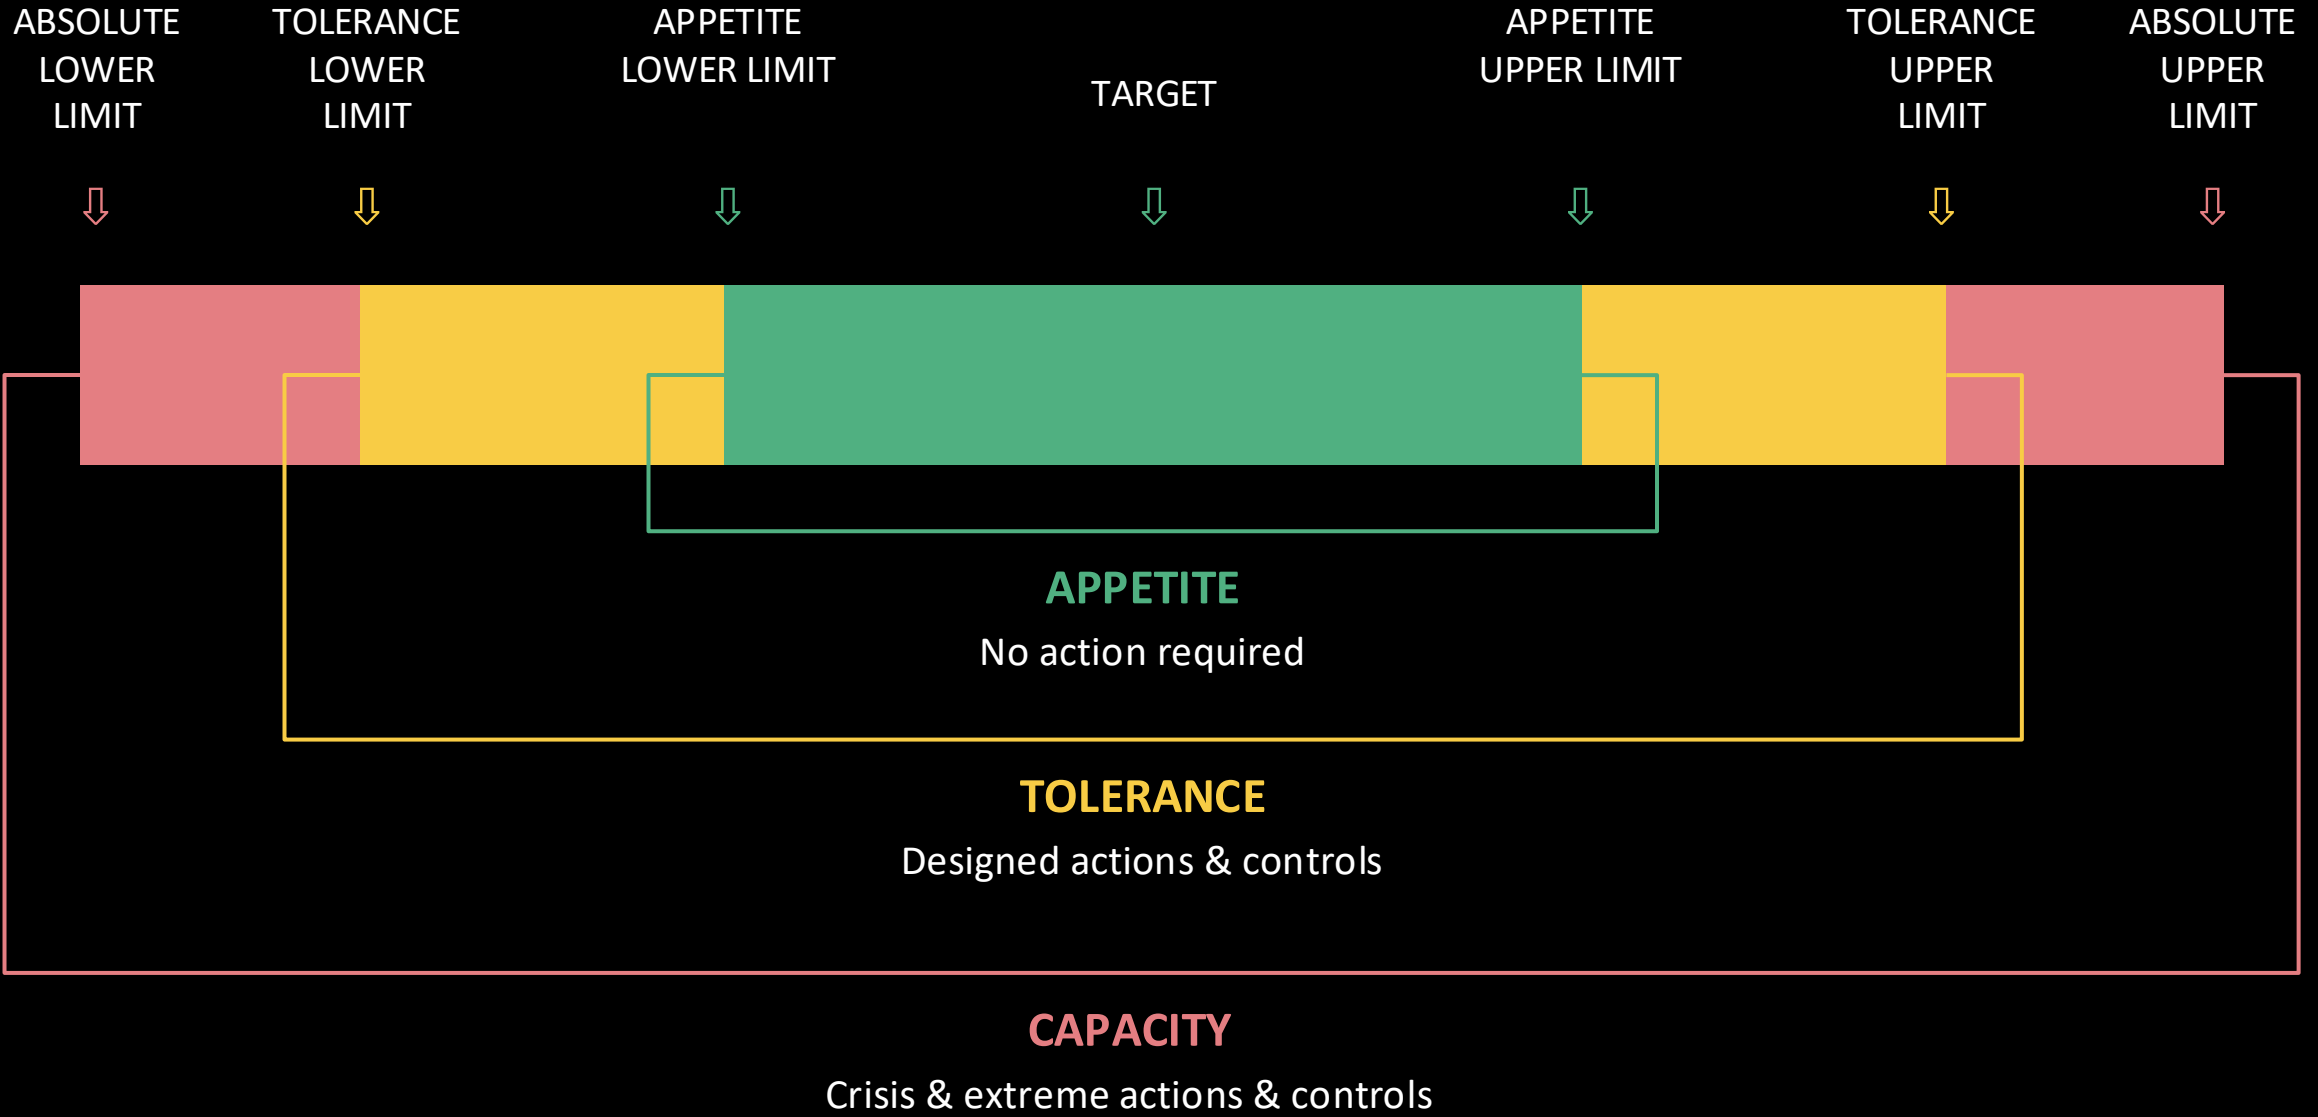 ABSOLUTE
LOWER
LIMIT
TOLERANCE
LOWER
LIMIT
APPETITE
LOWER LIMIT
TARGET
APPETITE
UPPER LIMIT
TOLERANCE
UPPER
LIMIT
ABSOLUTE
UPPER
LIMIT
APPETITE
No action required
TOLERANCE
Designed actions & controls
CAPACITY
Crisis & extreme actions & controls